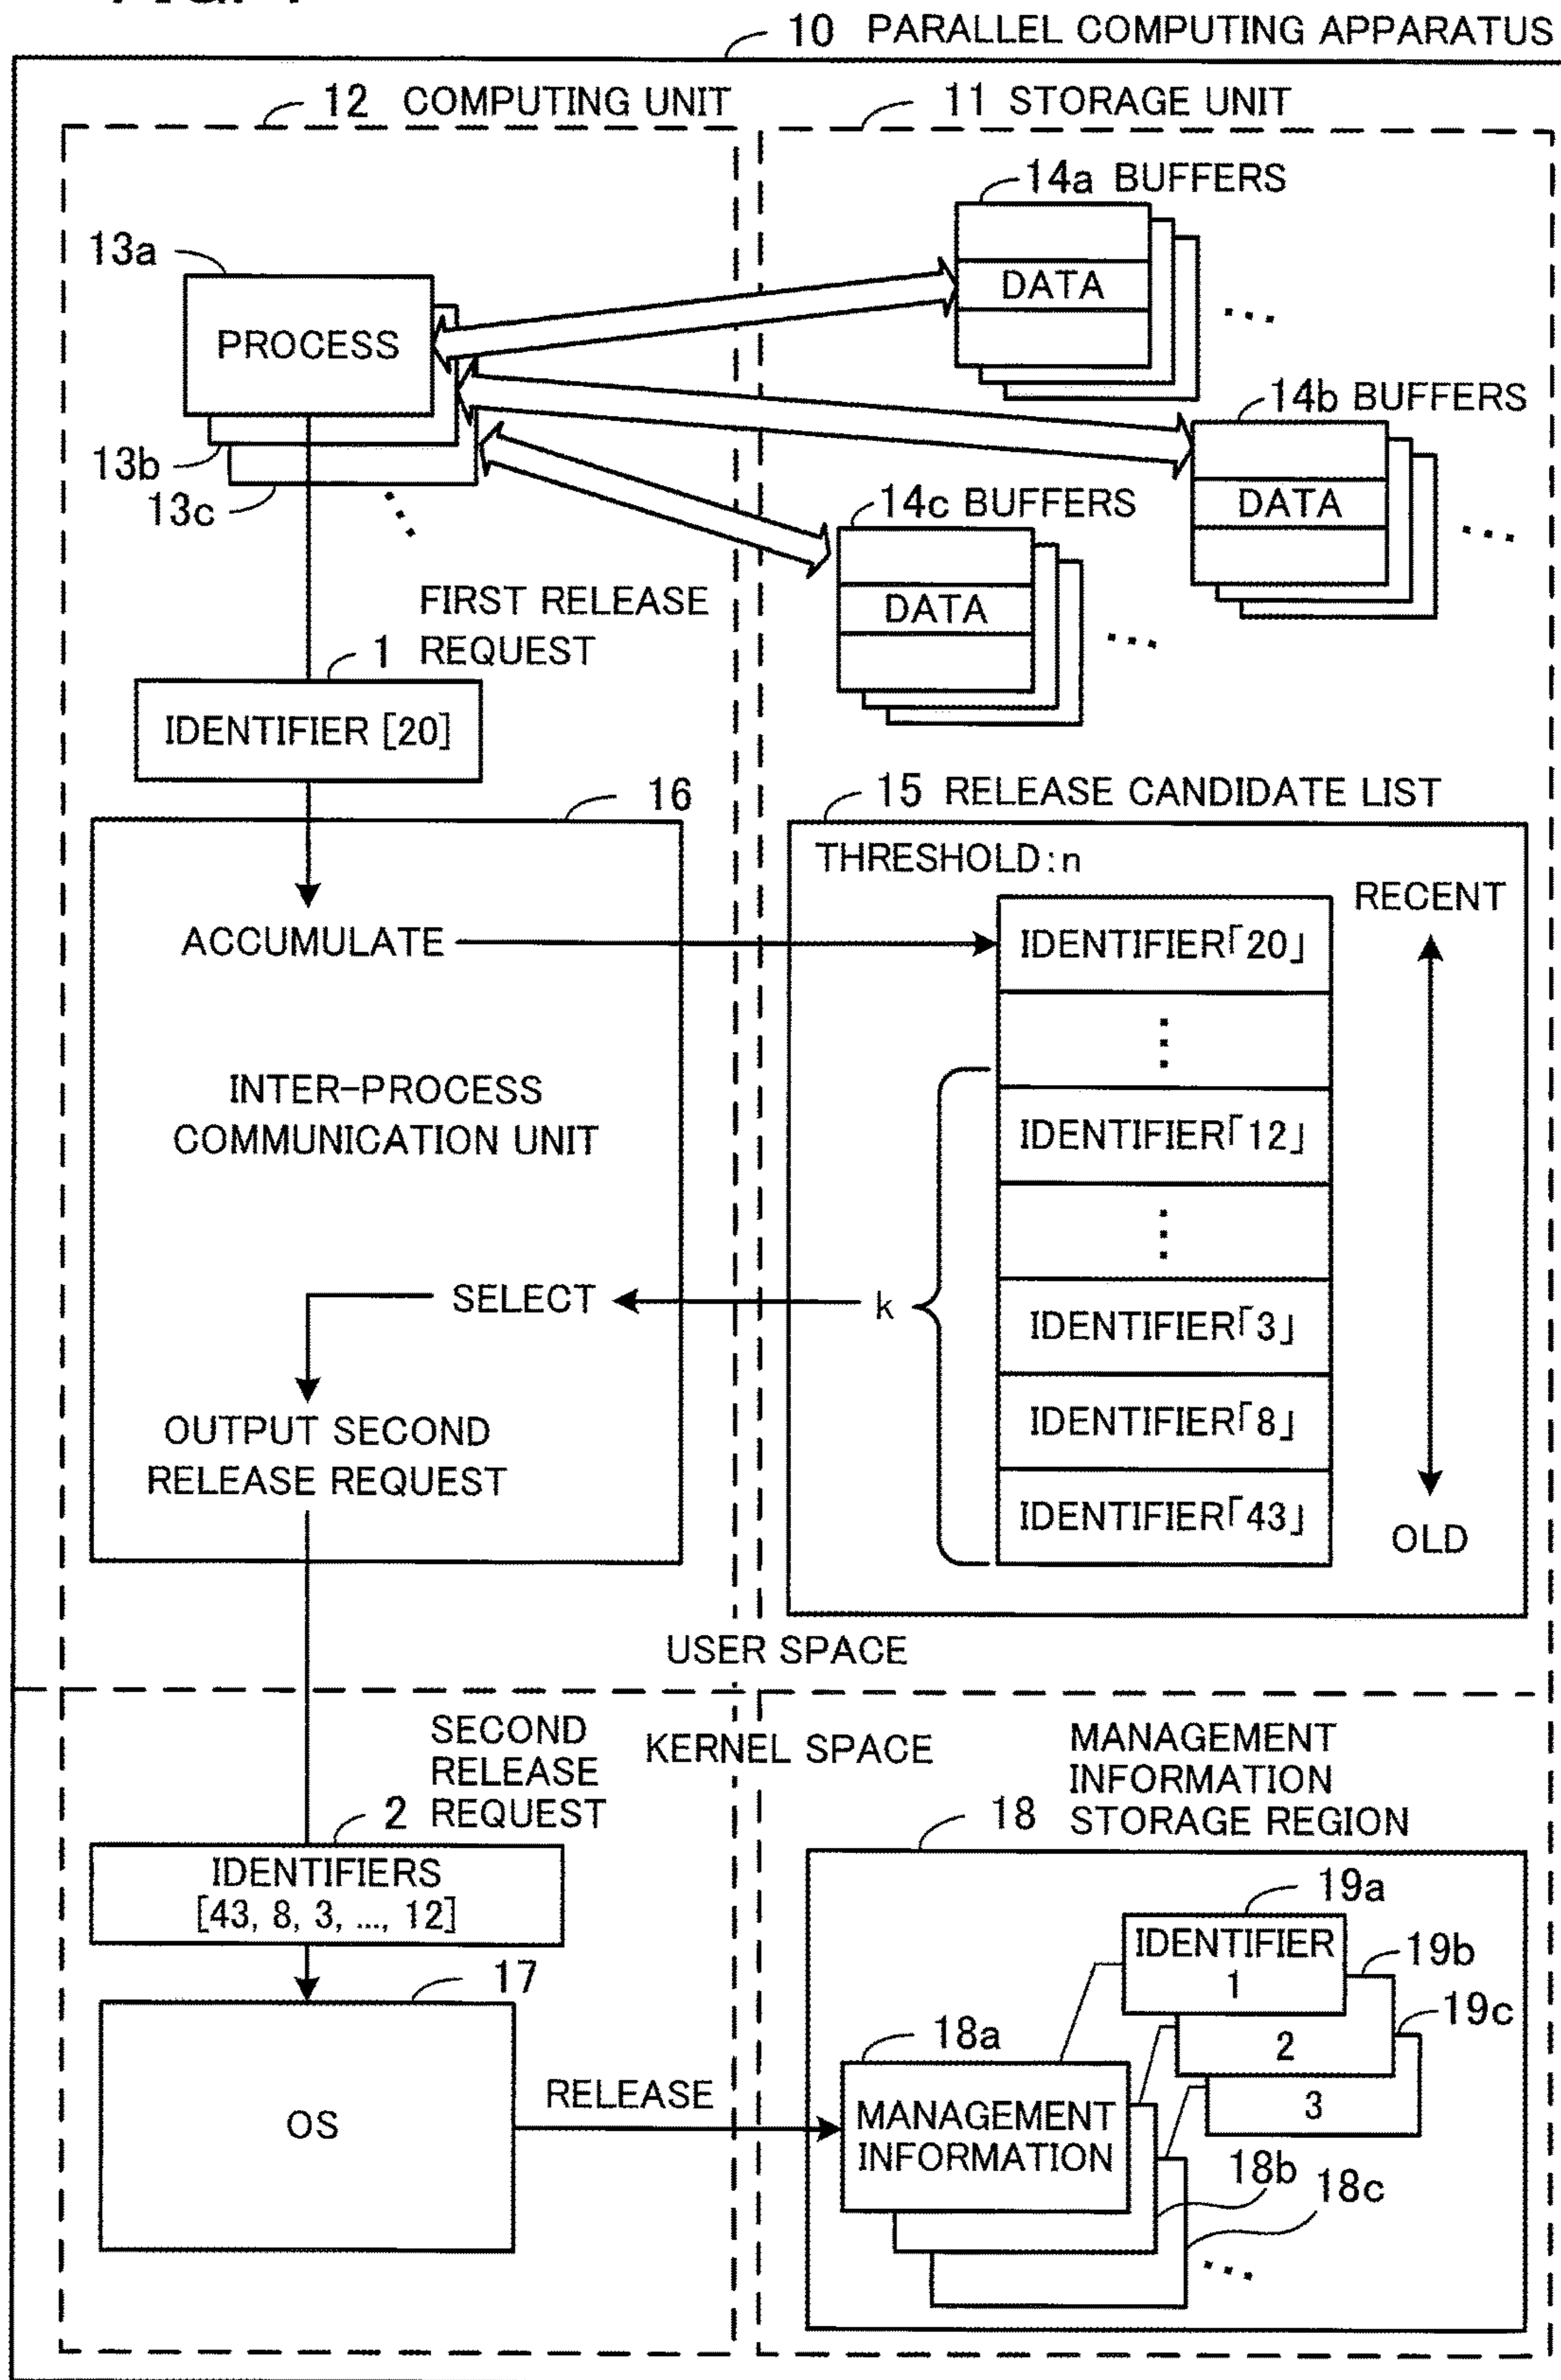 10 PARALLEL COMPUTING APPARATUS
12 COMPUTING UNIT
11 STORAGE UNIT
14a BUFFERS
13a
DATA
PROCESS
14b BUFFERS
13b
13c
14c BUFFERS
DATA
FIRST RELEASE
DATA
1 REQUEST
IDENTIFIER [20]
16
15 RELEASE CANDIDATE LIST
THRESHOLD:n
RECENT
ACCUMULATE
IDENTIFIER「20」
INTER-PROCESS
COMMUNICATION UNIT
IDENTIFIER「12」
SELECT
k
IDENTIFIER「3」
OUTPUT SECOND
RELEASE REQUEST
IDENTIFIER「8」
IDENTIFIER「43」
OLD
USER SPACE
KERNEL SPACE
SECOND
RELEASE
2 REQUEST
MANAGEMENT
INFORMATION
18 STORAGE REGION
IDENTIFIERS
[43, 8, 3, ..., 12]
19a
IDENTIFIER
1
19b
17
19c
18a
2
3
OS
RELEASE
MANAGEMENT
INFORMATION
18b
18c